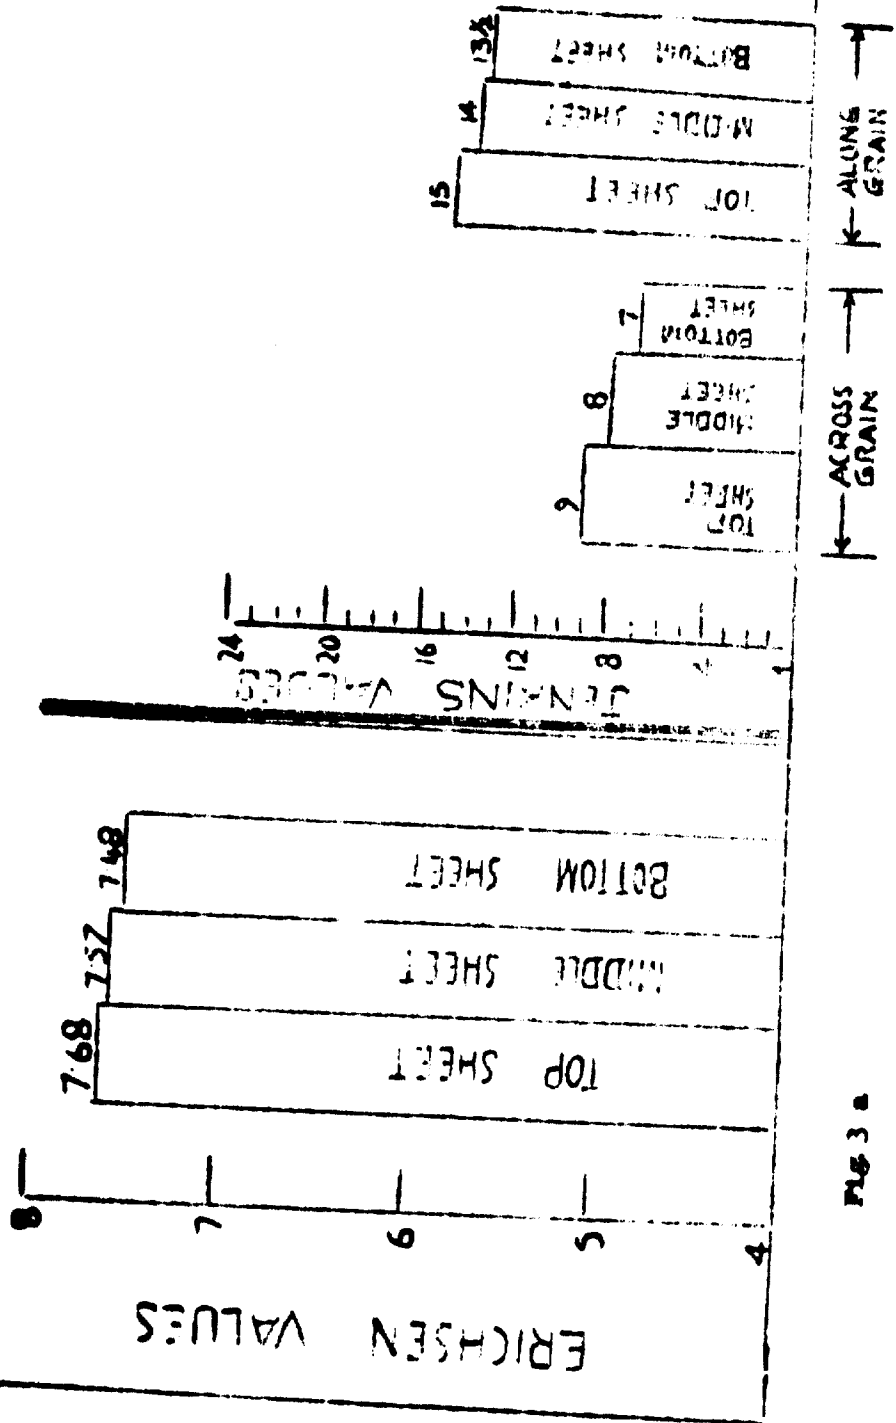 ERICHSEN VALUES
8
7
6
5
4
7.68
7.57
7.48
TOP SHEET
MIDDLE SHEET
BOTTOM SHEET
JENKINS VALUES
24
20
16
12
8
1
9
8
7
TOP
SHEET
MIDDLE
SHEET
BOTTOM
SHEET
15
14
13½
TOP SHEET
MIDDLE SHEET
BOTTOM SHEET
ACROSS
GRAIN
ALONG
GRAIN
FIG 3 a